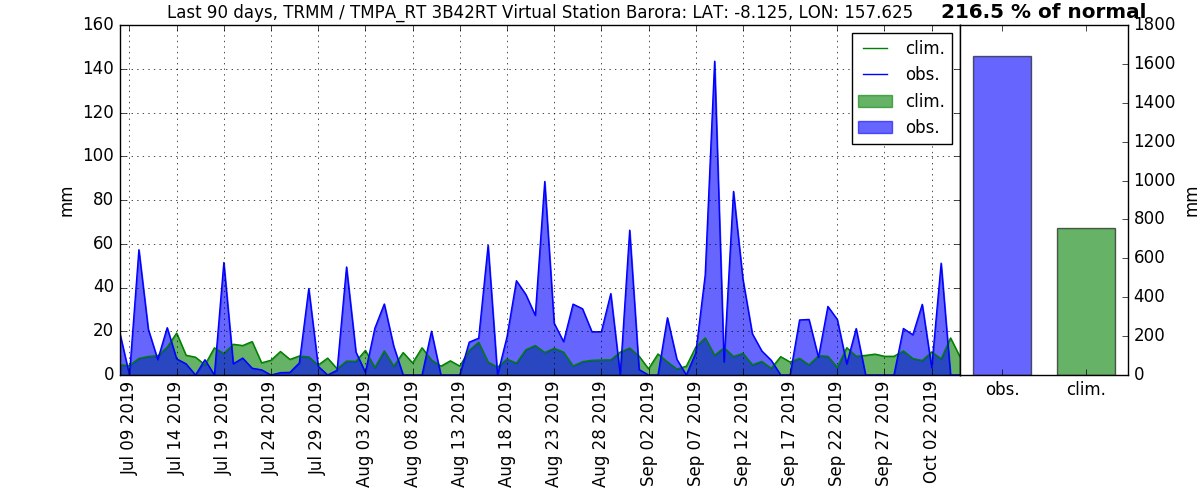 Last 90 days, TRMM / TMPA_RT 3B42RT Virtual Station Barora: LAT: -8.125, LON: 157.625
216.5 % of normal
160
140
120
100
80
60
40
20
0
mm
clim.
obs.
clim.
obs.
Jul 09 2019
Jul 14 2019
Jul 19 2019
Jul 24 2019
Jul 29 2019
Aug 03 2019
Aug 08 2019
Aug 13 2019
Aug 18 2019
Aug 23 2019
Aug 28 2019
Sep 02 2019
Sep 07 2019
Sep 12 2019
Sep 17 2019
Sep 22 2019
Sep 27 2019
Oct 02 2019
1800
1600
1400
1200
1000
800
600
400
200
0
mm
obs.
clim.